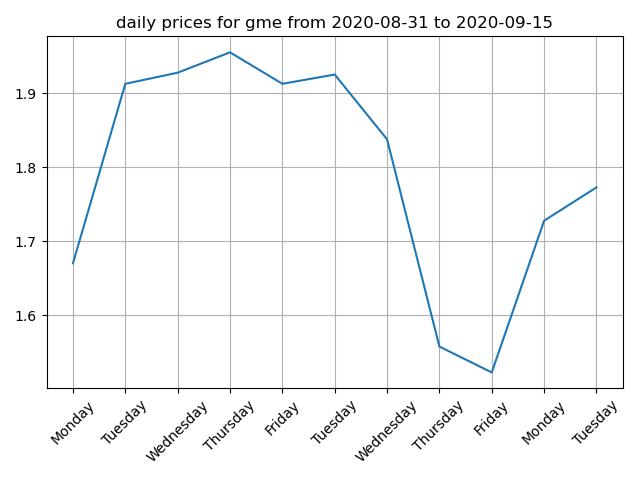 daily prices for gme from 2020-08-31 to 2020-09-15
1.9
1.8
1.7
1.6
Monday
Tuesday
Wednesday
Thursday
Friday
Tuesday
Wednesday
Thursday
Friday
Monday
Tuesday